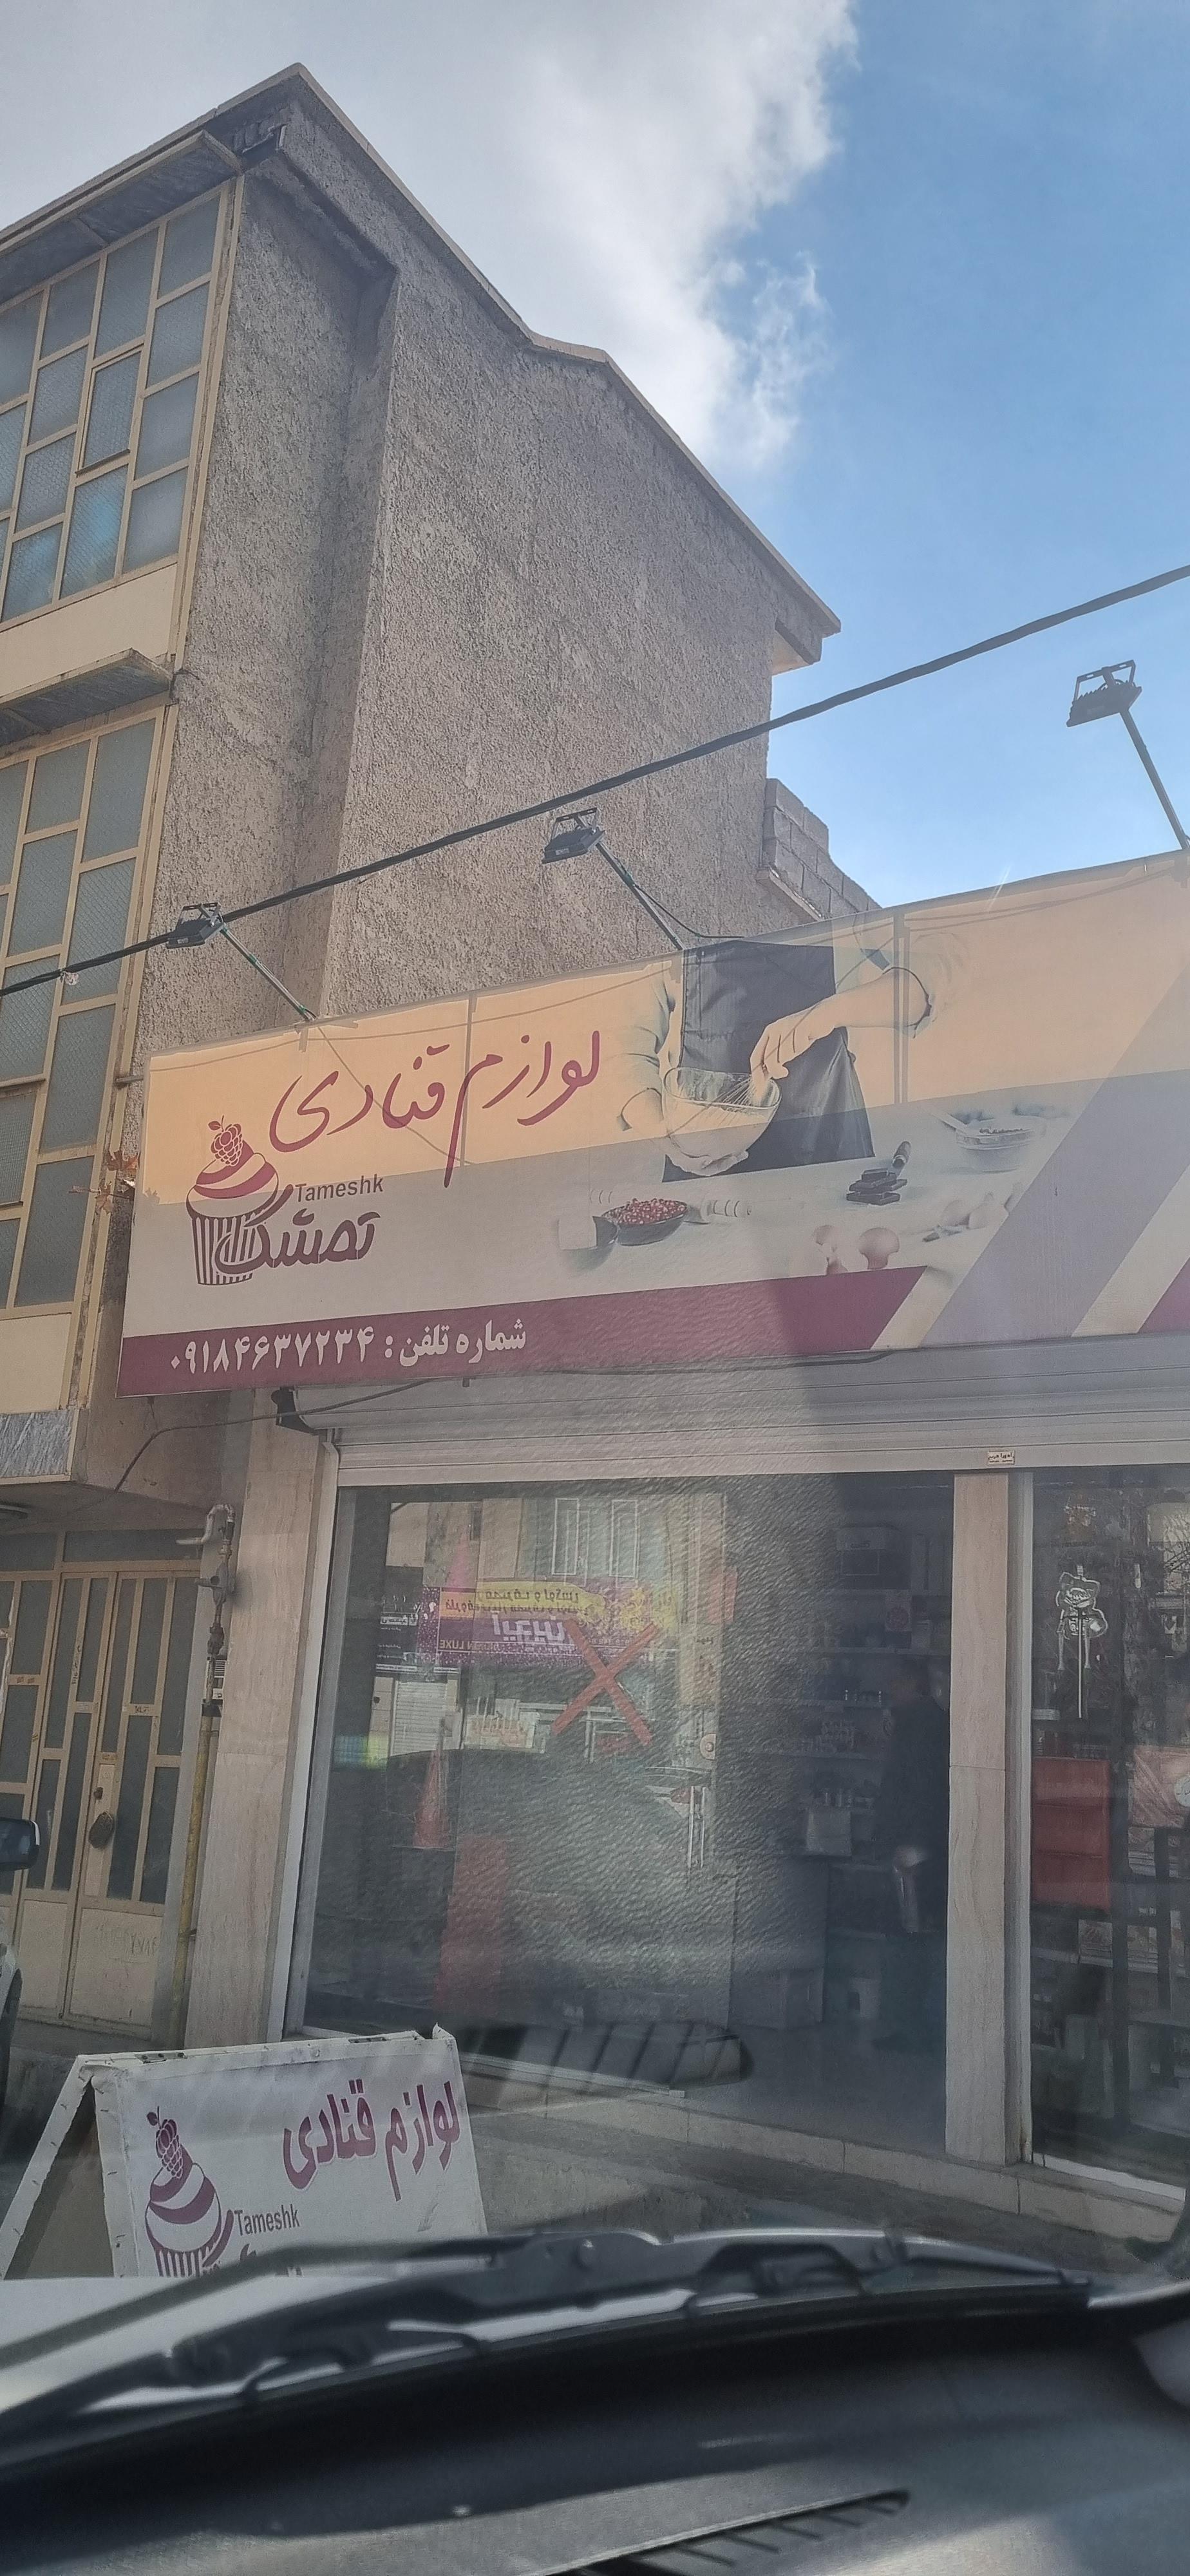 لوازم قنادی
Tameshk
تمشک
شماره تلفن : ۰۹۱۸۴۶۳۷۲۳۴
لوازم قنادی
Tameshk